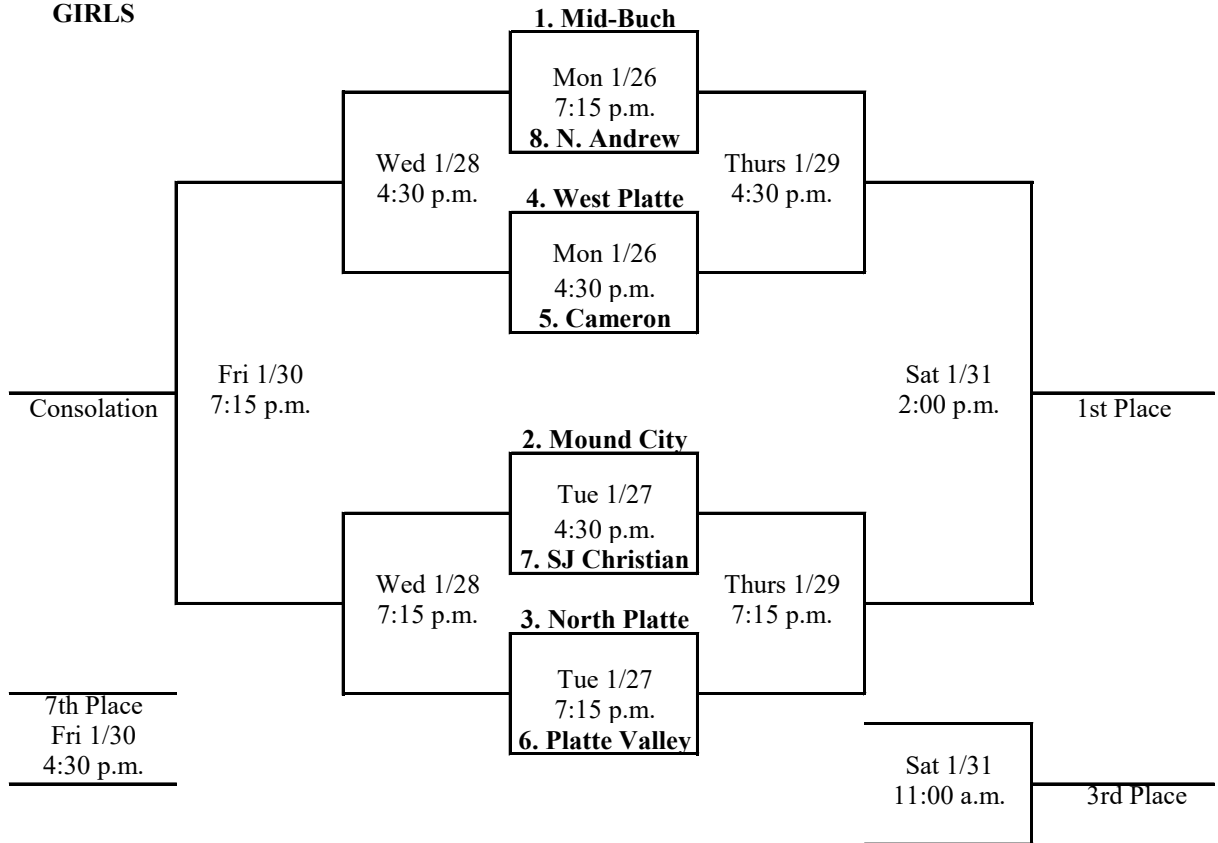 GIRLS
1. Mid-Buch
Mon 1/26
7:15 p.m.
8. N. Andrew
Wed 1/28
4:30 p.m.
Thurs 1/29
4:30 p.m.
4. West Platte
Mon 1/26
4:30 p.m.
5. Cameron
Fri 1/30
7:15 p.m.
Sat 1/31
2:00 p.m.
Consolation
1st Place
2. Mound City
Tue 1/27
4:30 p.m.
7. SJ Christian
Wed 1/28
7:15 p.m.
Thurs 1/29
7:15 p.m.
3. North Platte
Tue 1/27
7:15 p.m.
6. Platte Valley
7th Place
Fri 1/30
4:30 p.m.
Sat 1/31
11:00 a.m.
3rd Place